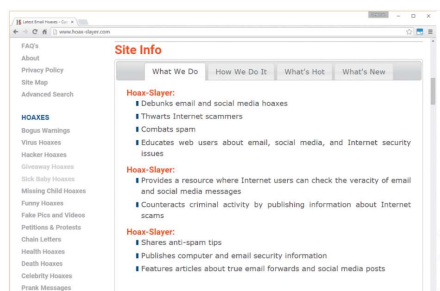 Latest Email Hoaxes - Curr
www.hoax-slayer.com
FAQ's
About
Privacy Policy
Site Map
Advanced Search
HOAXES
Bogus Warnings
Virus Hoaxes
Hacker Hoaxes
Giveaway Hoaxes
Sick Baby Hoaxes
Missing Child Hoaxes
Funny Hoaxes
Fake Pics and Videos
Petitions & Protests
Chain Letters
Health Hoaxes
Death Hoaxes
Celebrity Hoaxes
Prank Messages
Site Info
What We Do How We Do It What's Hot What's New
Hoax-Slayer:
Debunks email and social media hoaxes
Thwarts Internet scammers
Combats spam
Educates web users about email, social media, and Internet security
issues
Hoax-Slayer:
Provides a resource where Internet users can check the veracity of email
and social media messages
Counteracts criminal activity by publishing information about Internet
scams
Hoax-Slayer:
Shares anti-spam tips
Publishes computer and email security information
Features articles about true email forwards and social media posts